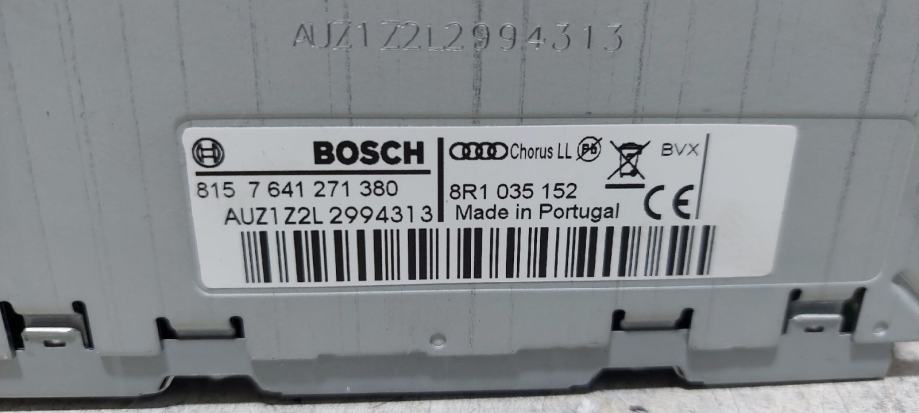 AUZ1Z2L2994313
BOSCH
Chorus LL Pb BVX
815 7 641 271 380
8R1 035 152
AUZ1Z2L 2994313
Made in Portugal CE